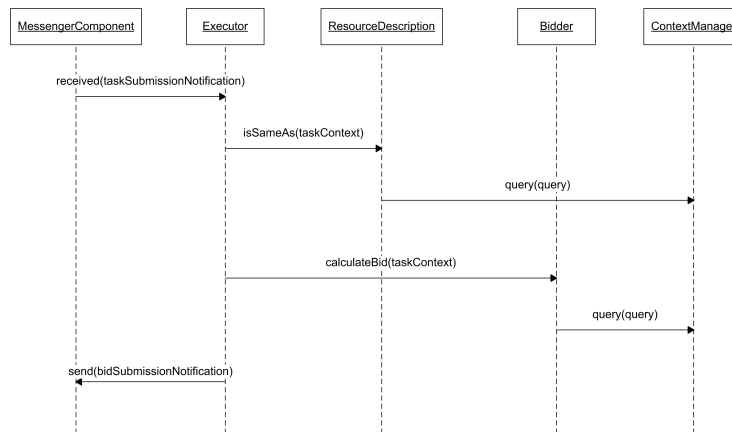 MessengerComponent
Executor
ResourceDescription
Bidder
ContextManage
received(taskSubmissionNotification)
isSameAs(taskContext)
query(query)
calculateBid(taskContext)
query(query)
send(bidSubmissionNotification)